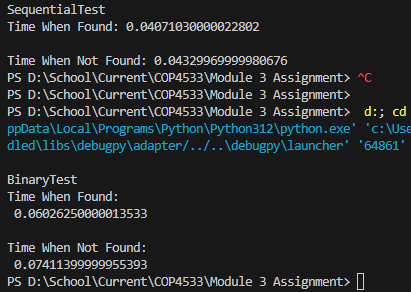 SequentialTest
Time When Found: 0.04071030000022802

Time When Not Found: 0.04329969999980676
PS D:\School\Current\COP4533\Module 3 Assignment> ^C
PS D:\School\Current\COP4533\Module 3 Assignment>
PS D:\School\Current\COP4533\Module 3 Assignment>  d:; cd
ppData\Local\Programs\Python\Python312\python.exe' 'c:\Use
dled\libs\debugpy\adapter/../..\debugpy\launcher' '64861'

BinaryTest
Time When Found:
 0.06026250000013533

Time When Not Found:
 0.07411399999955393
PS D:\School\Current\COP4533\Module 3 Assignment>